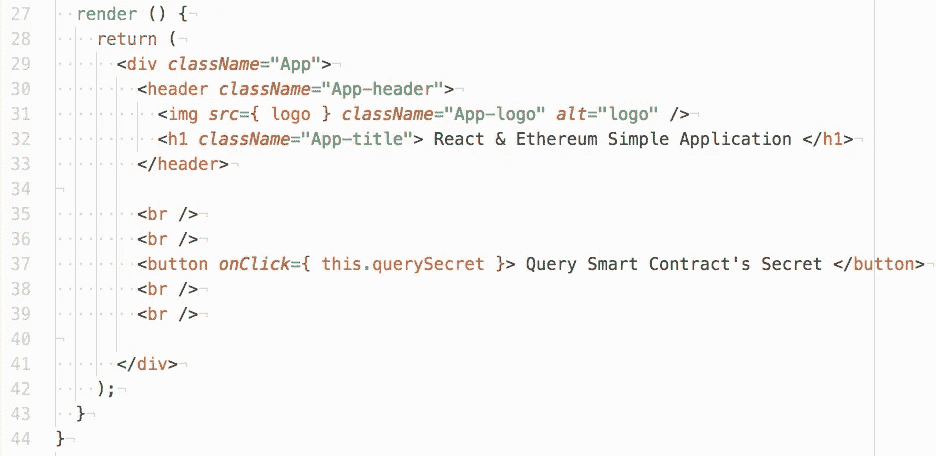 27 render () {
28 return (
29 <div className="App">
30 <header className="App-header">
31 <img src={ logo } className="App-logo" alt="logo" />
32 <h1 className="App-title"> React & Ethereum Simple Application </h1>
33 </header>
34
35 <br />
36 <br />
37 <button onClick={ this.querySecret }> Query Smart Contract's Secret </button>
38 <br />
39 <br />
40
41 </div>
42 );
43 }
44 }